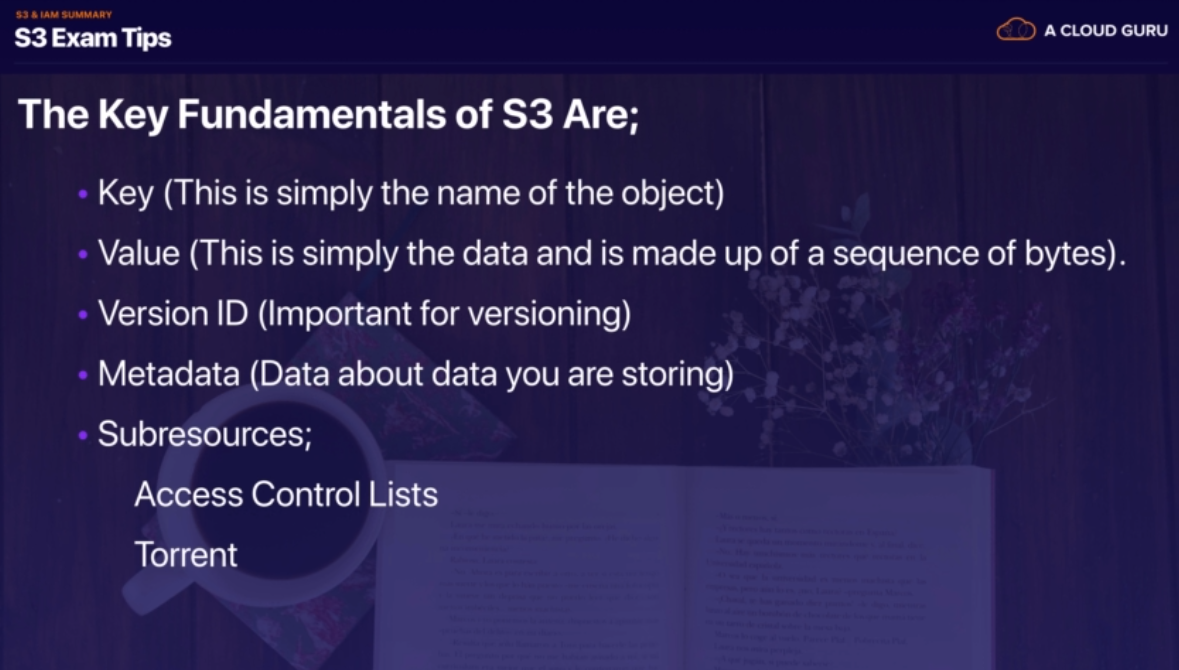 S3 & IAM SUMMARY
S3 Exam Tips
A CLOUD GURU
The Key Fundamentals of S3 Are;
• Key (This is simply the name of the object)
• Value (This is simply the data and is made up of a sequence of bytes).
• Version ID (Important for versioning)
• Metadata (Data about data you are storing)
• Subresources;
Access Control Lists
Torrent